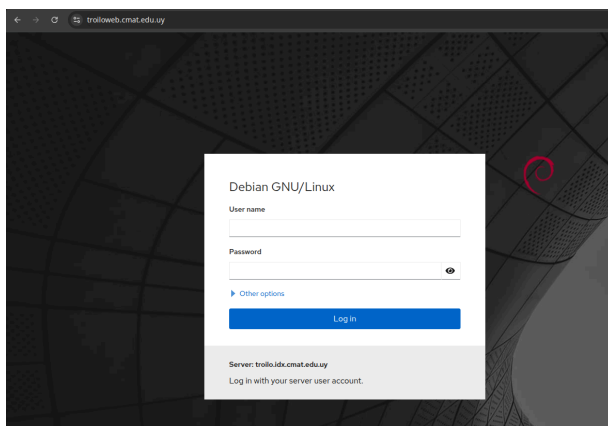 troiloweb.cmat.edu.uy
Debian GNU/Linux
User name
Password
Other options
Log in
Server: troilo.idx.cmat.edu.uy
Log in with your server user account.